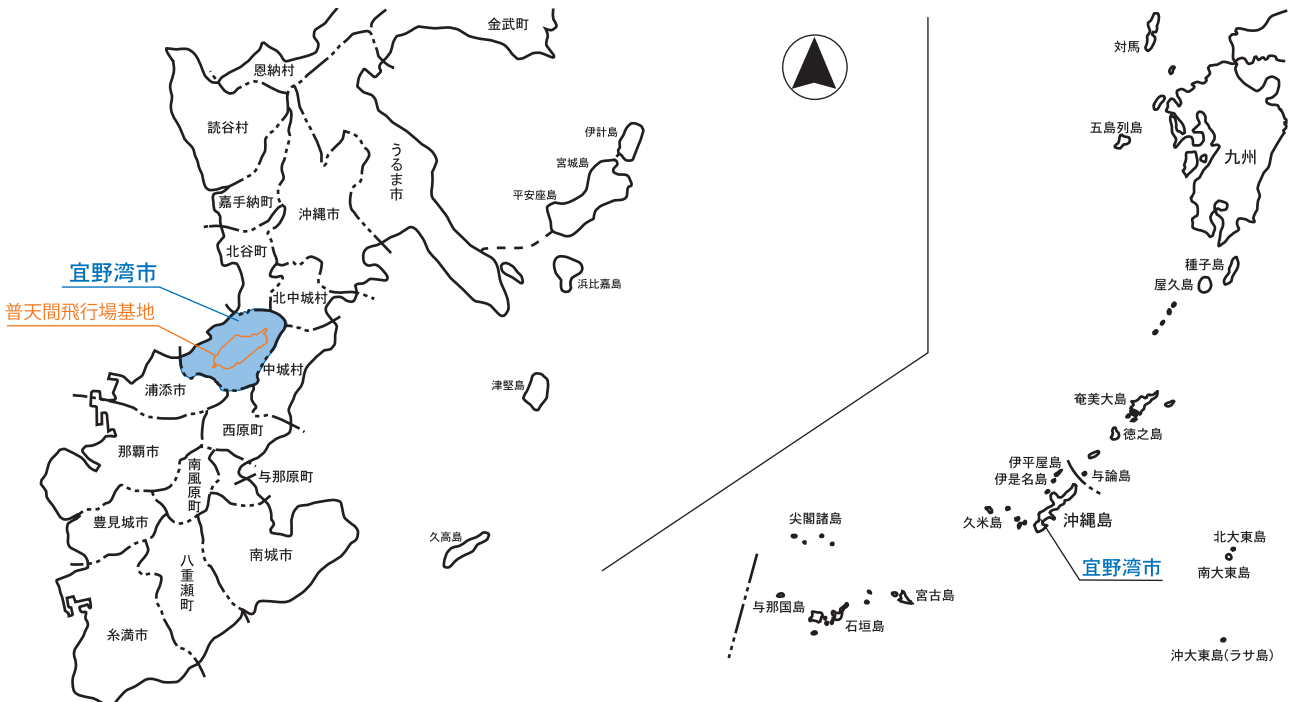 金武町
恩納村
読谷村
うるま市
伊計島
宮城島
平安座島
嘉手納町
沖縄市
北谷町
浜比嘉島
宜野湾市
北中城村
普天間飛行場基地
中城村
浦添市
津堅島
西原町
那覇市
南風原町
与那原町
豊見城市
久高島
南城市
八重瀬町
糸満市
対馬
五島列島
九州
種子島
屋久島
奄美大島
徳之島
伊平屋島
伊是名島
与論島
久米島
沖縄島
尖閣諸島
北大東島
宜野湾市
南大東島
与那国島
宮古島
石垣島
沖大東島(ラサ島)